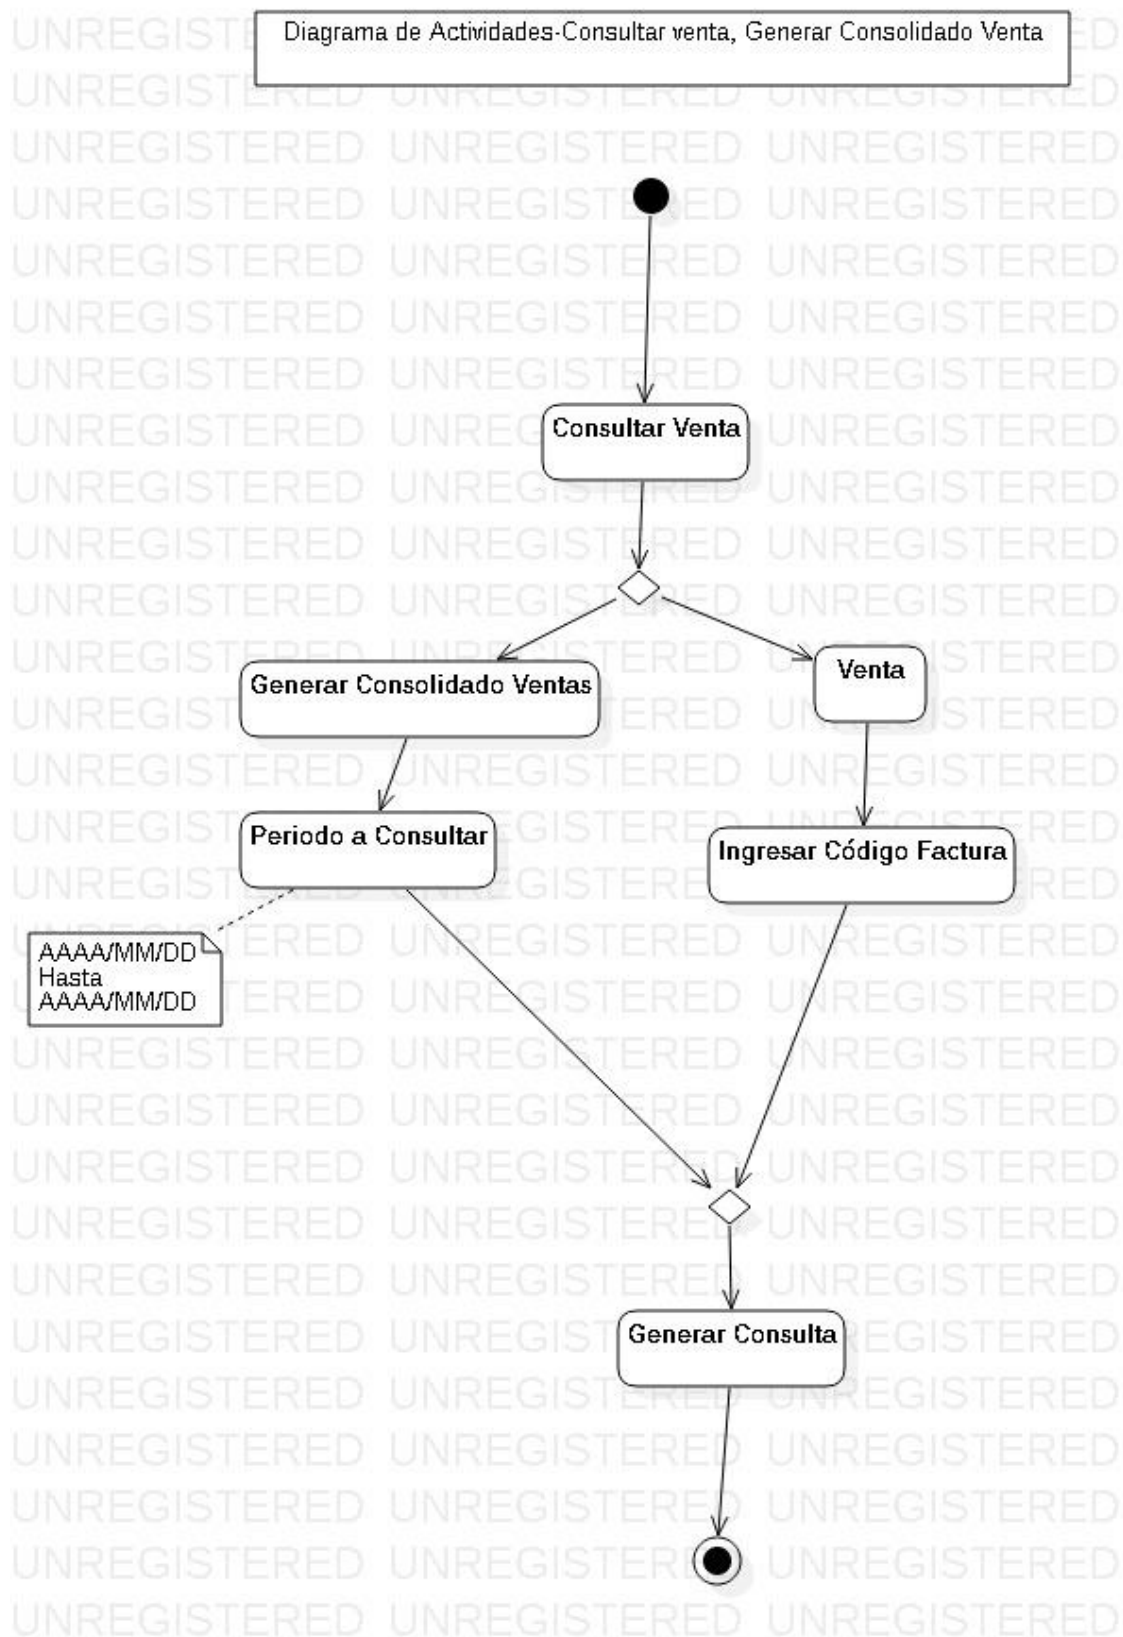 Diagrama de Actividades-Consultar venta, Generar Consolidado Venta
Consultar Venta
Generar Consolidado Ventas
Venta
Periodo a Consultar
Ingresar Código Factura
AAAA/MM/DD
Hasta
AAAA/MM/DD
Generar Consulta
UNREGISTERED